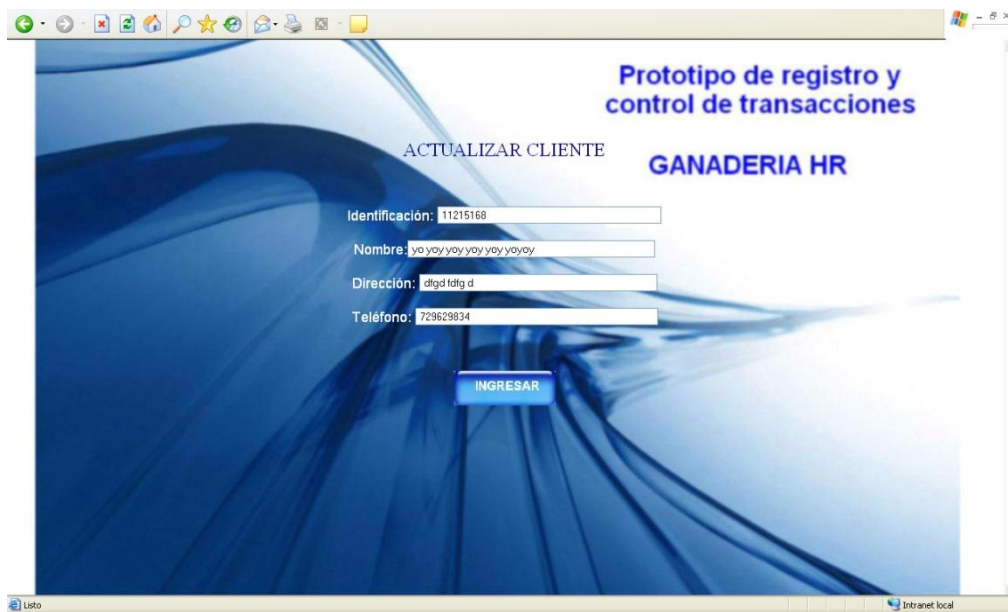 Prototipo de registro y
control de transacciones
ACTUALIZAR CLIENTE
GANADERIA HR
Identificación: 11215168
Nombre: yo yoy yoy yoy yoy yoyoy
Dirección: dfgd fdfg d
Teléfono: 729629834
INGRESAR
Listo
Intranet local